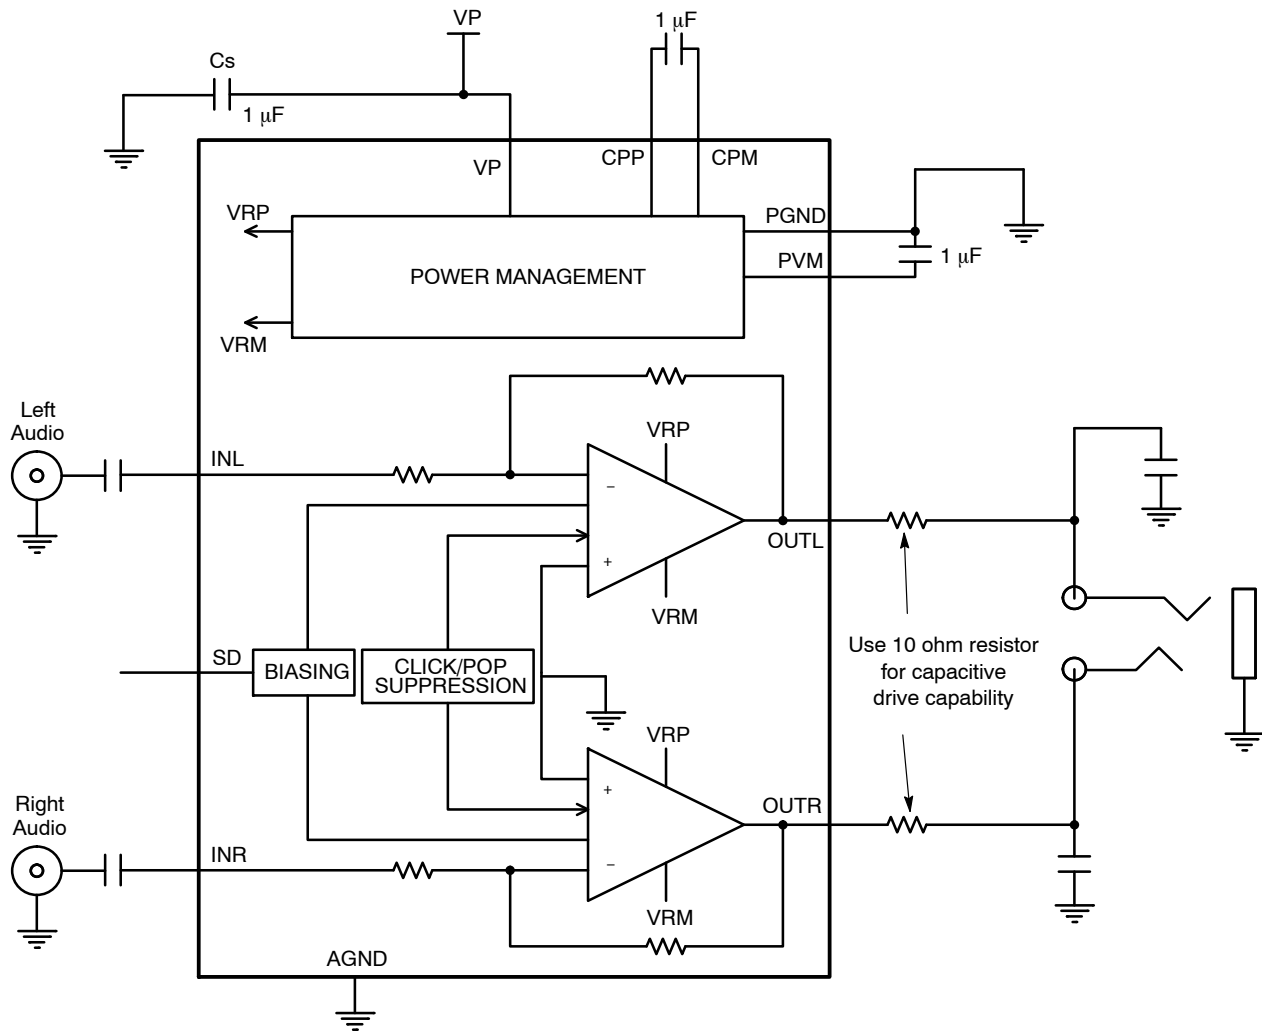 VP
1 μF
Cs
1 μF
VP
CPP
CPM
VRP
PGND
PVM
1 μF
POWER MANAGEMENT
VRM
Left
Audio
INL
VRP
−
+
OUTL
VRM
SD
BIASING
CLICK/POP
SUPPRESSION
Use 10 ohm resistor
for capacitive
drive capability
VRP
+
OUTR
Right
Audio
INR
−
VRM
AGND